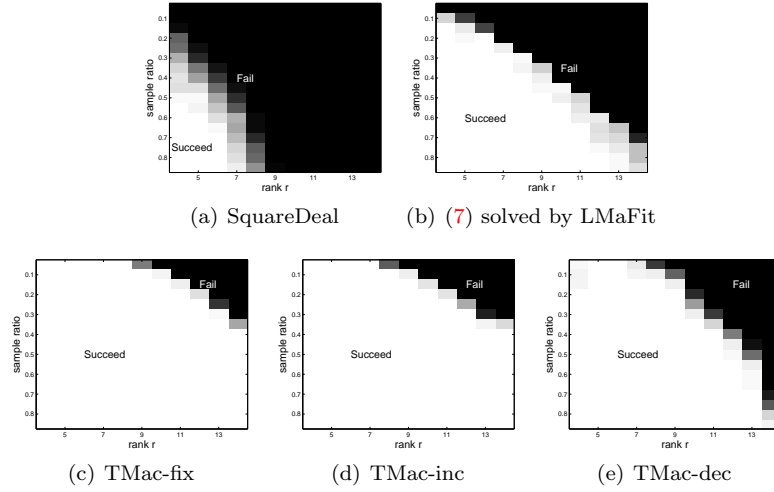 0.1
0.2
0.3
0.4
0.5
0.6
0.7
0.8
sample ratio
Fail
Succeed
5 7 9 11 13
rank r
(a) SquareDeal
0.1
0.2
0.3
0.4
0.5
0.6
0.7
0.8
sample ratio
Fail
Succeed
5 7 9 11 13
rank r
(b) (7) solved by LMaFit
0.1
0.2
0.3
0.4
0.5
0.6
0.7
0.8
sample ratio
Fail
Succeed
5 7 9 11 13
rank r
(c) TMac-fix
0.1
0.2
0.3
0.4
0.5
0.6
0.7
0.8
sample ratio
Fail
Succeed
5 7 9 11 13
rank r
(d) TMac-inc
0.1
0.2
0.3
0.4
0.5
0.6
0.7
0.8
sample ratio
Fail
Succeed
5 7 9 11 13
rank r
(e) TMac-dec